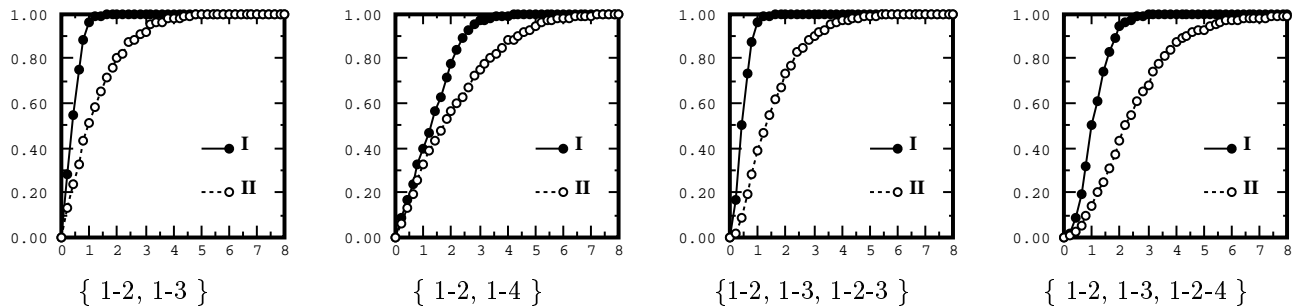 1.00 1.00 1.00 1.00
0.80 0.80 0.80 0.80
0.60 0.60 0.60 0.60
0.40 I 0.40 I 0.40 I 0.40 I
0.20 II 0.20 II 0.20 II 0.20 II
0.00 0.00 0.00 0.00
0 1 2 3 4 5 6 7 8 0 1 2 3 4 5 6 7 8 0 1 2 3 4 5 6 7 8 0 1 2 3 4 5 6 7 8
{ 1-2, 1-3 } { 1-2, 1-4 } {1-2, 1-3, 1-2-3} { 1-2, 1-3, 1-2-4 }